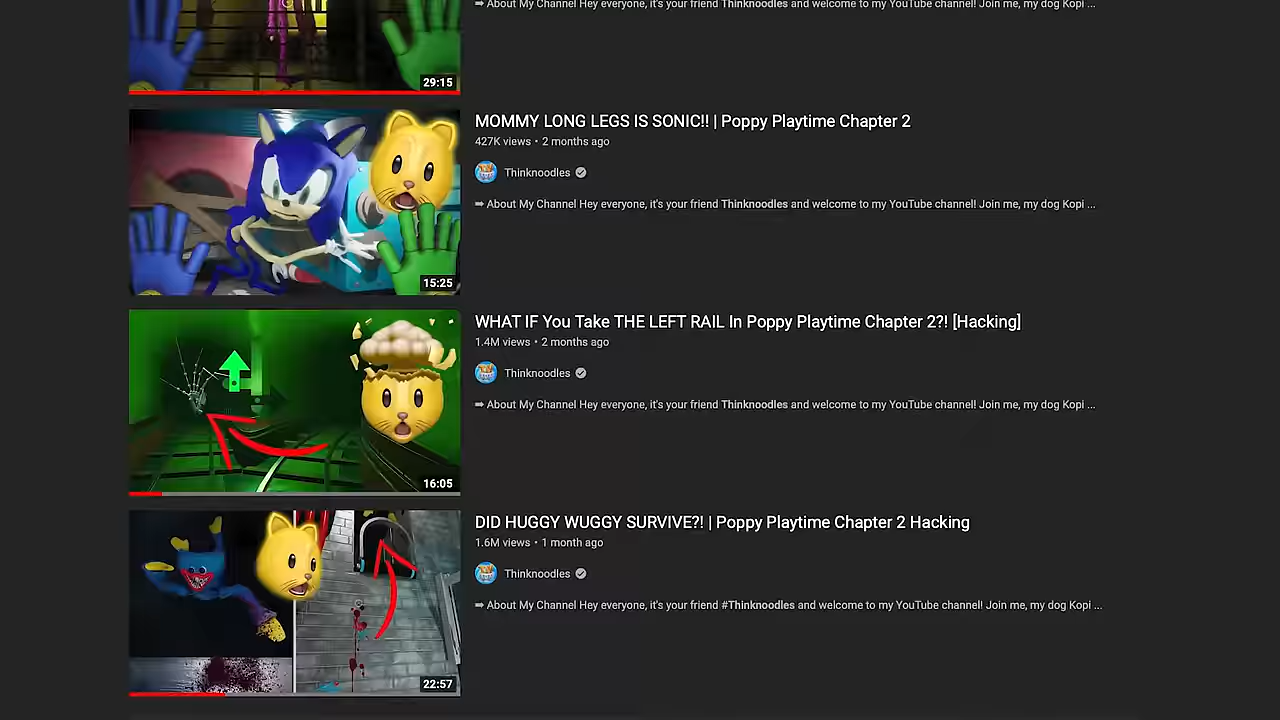 ➡ About My Channel Hey everyone, it's your friend Thinknoodles and welcome to my YouTube channel! Join me, my dog Kopi ...
29:15
MOMMY LONG LEGS IS SONIC!! | Poppy Playtime Chapter 2
427K views • 2 months ago
Thinknoodles
➡ About My Channel Hey everyone, it's your friend Thinknoodles and welcome to my YouTube channel! Join me, my dog Kopi ...
15:25
WHAT IF You Take THE LEFT RAIL In Poppy Playtime Chapter 2?! [Hacking]
1.4M views • 2 months ago
Thinknoodles
➡ About My Channel Hey everyone, it's your friend Thinknoodles and welcome to my YouTube channel! Join me, my dog Kopi ...
16:05
DID HUGGY WUGGY SURVIVE?! | Poppy Playtime Chapter 2 Hacking
1.6M views • 1 month ago
Thinknoodles
➡ About My Channel Hey everyone, it's your friend #Thinknoodles and welcome to my YouTube channel! Join me, my dog Kopi ...
22:57